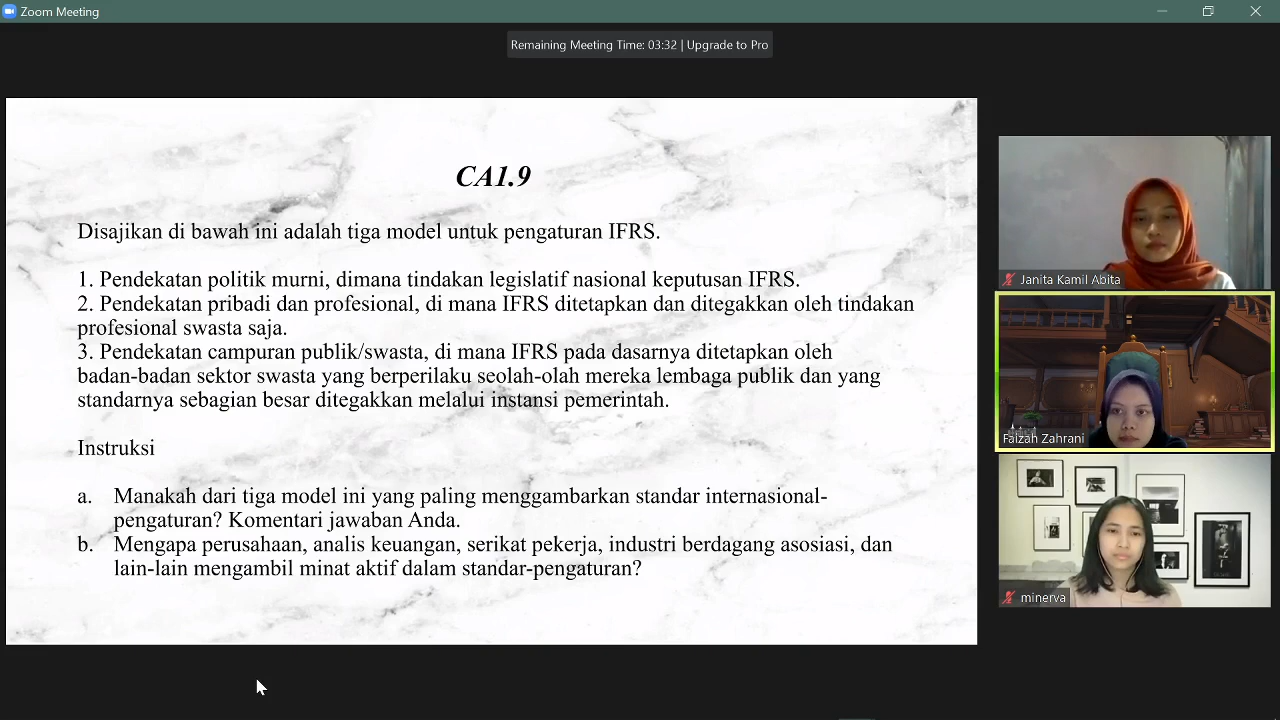 Zoom Meeting
Remaining Meeting Time: 03:32 | Upgrade to Pro
CA1.9
Disajikan di bawah ini adalah tiga model untuk pengaturan IFRS.
1. Pendekatan politik murni, dimana tindakan legislatif nasional keputusan IFRS.
2. Pendekatan pribadi dan profesional, di mana IFRS ditetapkan dan ditegakkan oleh tindakan
profesional swasta saja.
3. Pendekatan campuran publik/swasta, di mana IFRS pada dasarnya ditetapkan oleh
badan-badan sektor swasta yang berperilaku seolah-olah mereka lembaga publik dan yang
standarnya sebagian besar ditegakkan melalui instansi pemerintah.
Instruksi
a. Manakah dari tiga model ini yang paling menggambarkan standar internasional-
pengaturan? Komentari jawaban Anda.
b. Mengapa perusahaan, analis keuangan, serikat pekerja, industri berdagang asosiasi, dan
lain-lain mengambil minat aktif dalam standar-pengaturan?
Janita Kamil Abita
Faizah Zahrani
minerva